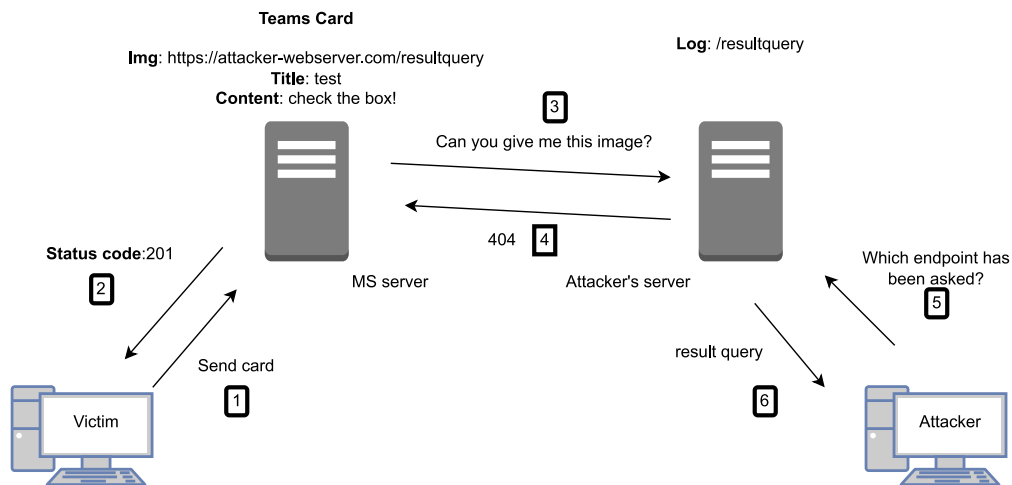 Teams Card
Img: https://attacker-webserver.com/resultquery
Title: test
Content: check the box!
Log: /resultquery
3
Can you give me this image?
404
4
Status code:201
2
MS server
Attacker's server
Which endpoint has
been asked?
5
Send card
1
result query
6
Victim
Attacker